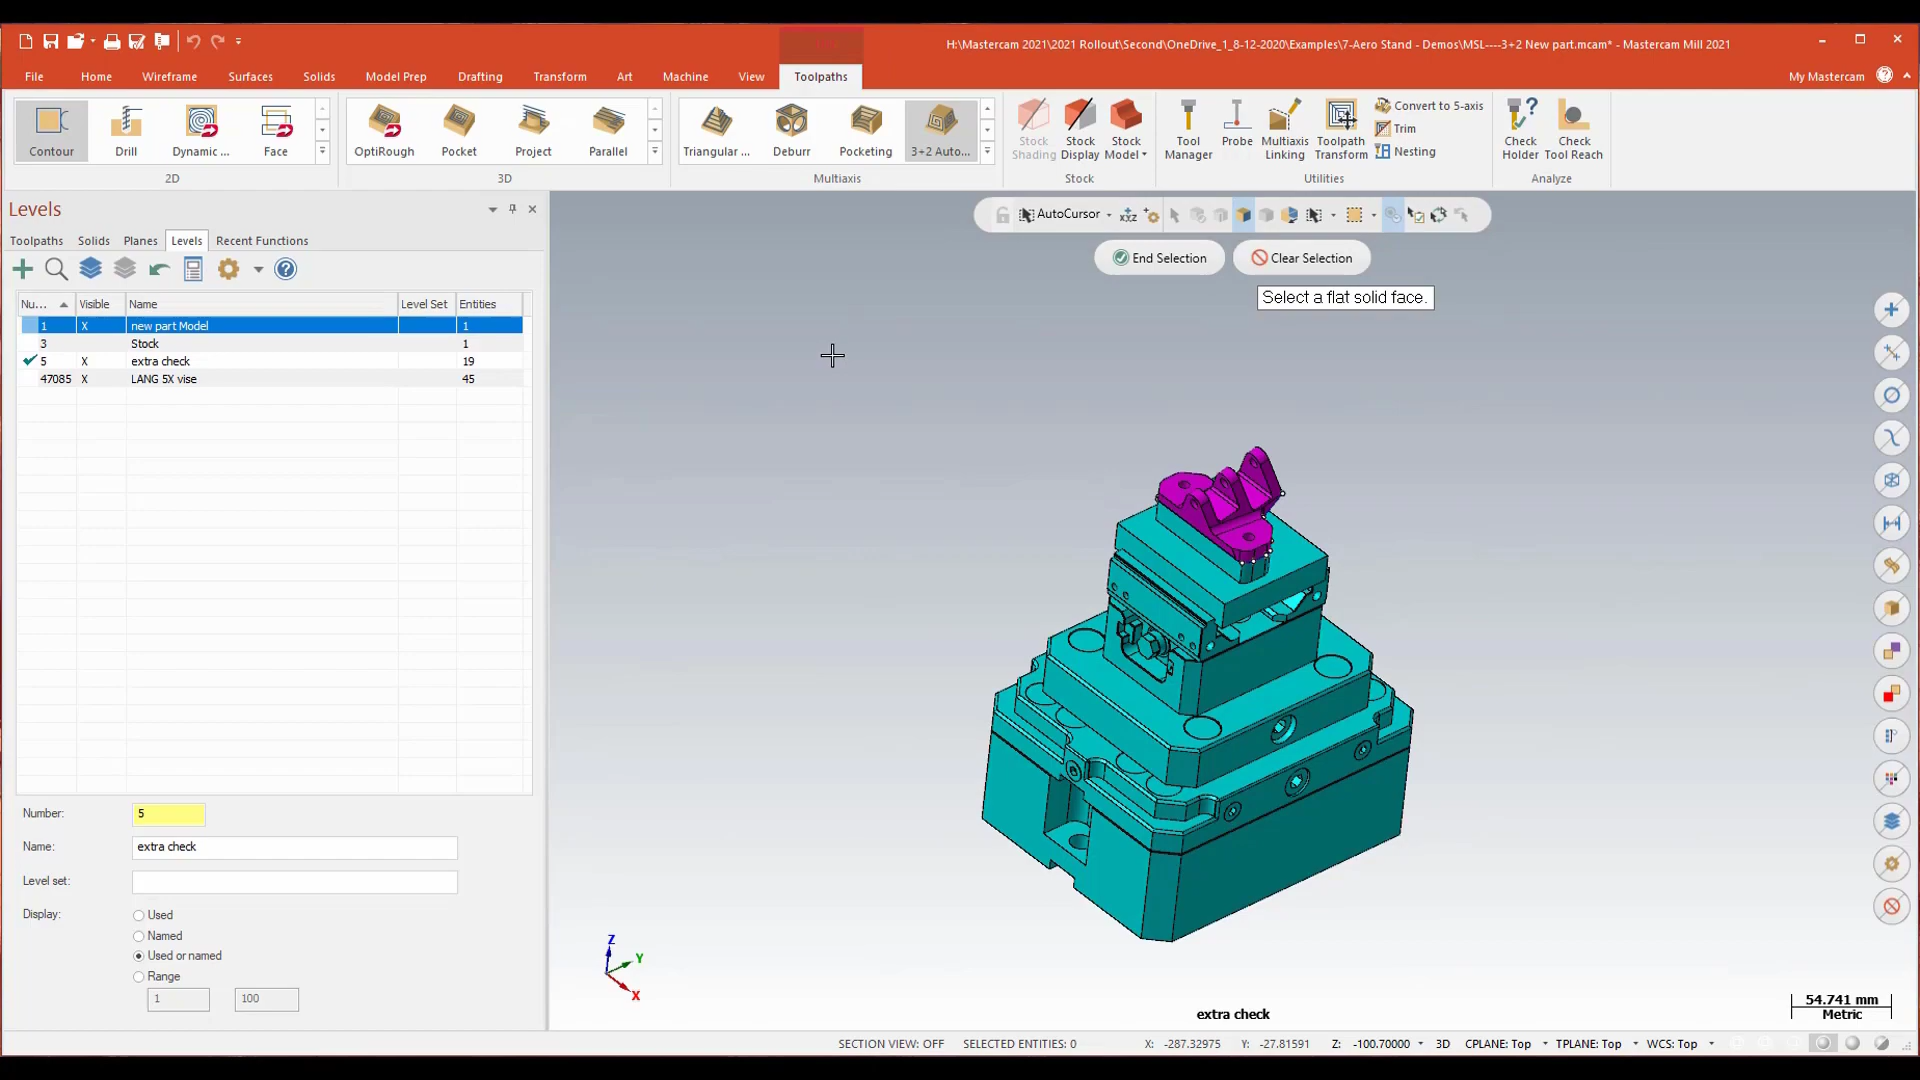 H:\Mastercam 2021\2021 Rollout\Second\OneDrive_1_8-12-2020\Examples\7-Aero Stand - Demos\MSL----3+2 New part.mcam* - Mastercam Mill 2021
File Home Wireframe Surfaces Solids Model Prep Drafting Transform Art Machine View Toolpaths My Mastercam
Contour Drill Dynamic ... Face
2D
OptiRough Pocket Project Parallel
3D
Triangular ... Deburr Pocketing 3+2 Auto...
Multiaxis
Stock Shading Stock Display Stock Model
Stock
Tool Manager Probe Multiaxis Linking Toolpath Transform Convert to 5-axis Trim Nesting
Utilities
Check Holder Check Tool Reach
Analyze
Levels
Toolpaths Solids Planes Levels Recent Functions
Nu... Visible Name Level Set Entities
1 X new part Model 1
3 Stock 1
5 X extra check 19
47085 X LANG 5X vise 45
Number: 5
Name: extra check
Level set:
Display: Used
Named
Used or named
Range
1 100
AutoCursor
End Selection Clear Selection
Select a flat solid face.
Z
Y
X
extra check
54.741 mm
Metric
SECTION VIEW: OFF SELECTED ENTITIES: 0 X: -287.32975 Y: -27.81591 Z: -100.70000 3D CPLANE: Top TPLANE: Top WCS: Top